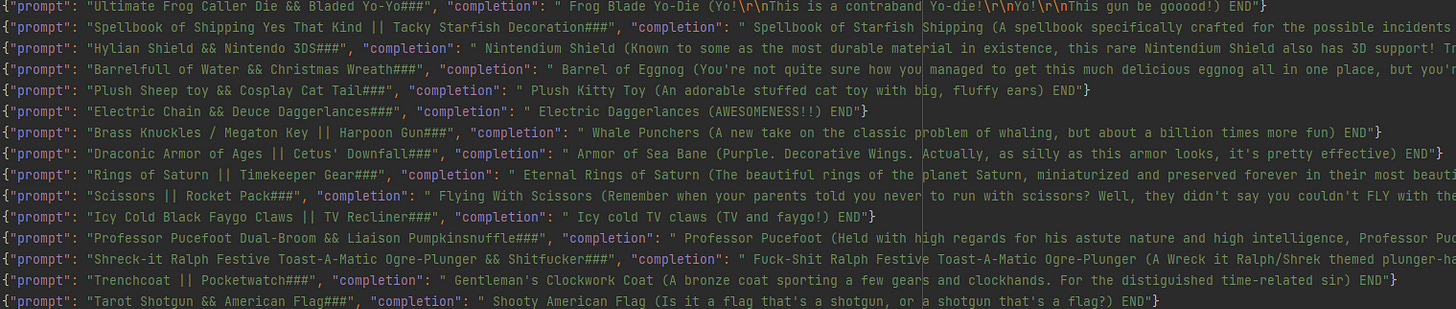 {"prompt": "Ultimate Frog Caller Die && Bladed Yo-Yo###", "completion": " Frog Blade Yo-Die (Yo!\r\nThis is a contraband Yo-die!\r\nYo!\r\nThis gun be gooood!) END"}
{"prompt": "Spellbook of Shipping Yes That Kind || Tacky Starfish Decoration###", "completion": " Spellbook of Starfish Shipping (A spellbook specifically crafted for the possible incidents
{"prompt": "Hylian Shield && Nintendo 3DS###", "completion": " Nintendium Shield (Known to some as the most durable material in existence, this rare Nintendium Shield also has 3D support! Tr
{"prompt": "Barrelfull of Water && Christmas Wreath###", "completion": " Barrel of Eggnog (You're not quite sure how you managed to get this much delicious eggnog all in one place, but you'r
{"prompt": "Plush Sheep toy && Cosplay Cat Tail###", "completion": " Plush Kitty Toy (An adorable stuffed cat toy with big, fluffy ears) END"}
{"prompt": "Electric Chain && Deuce Daggerlances###", "completion": " Electric Daggerlances (AWESOMENESS!!) END"}
{"prompt": "Brass Knuckles / Megaton Key || Harpoon Gun###", "completion": " Whale Punchers (A new take on the classic problem of whaling, but about a billion times more fun) END"}
{"prompt": "Draconic Armor of Ages || Cetus' Downfall###", "completion": " Armor of Sea Bane (Purple. Decorative Wings. Actually, as silly as this armor looks, it's pretty effective) END"}
{"prompt": "Rings of Saturn || Timekeeper Gear###", "completion": " Eternal Rings of Saturn (The beautiful rings of the planet Saturn, miniaturized and preserved forever in their most beauti
{"prompt": "Scissors || Rocket Pack###", "completion": " Flying With Scissors (Remember when your parents told you never to run with scissors? Well, they didn't say you couldn't FLY with the
{"prompt": "Icy Cold Black Faygo Claws || TV Recliner###", "completion": " Icy cold TV claws (TV and faygo!) END"}
{"prompt": "Professor Pucefoot Dual-Broom && Liaison Pumpkinsnuffle###", "completion": " Professor Pucefoot (Held with high regards for his astute nature and high intelligence, Professor Puc
{"prompt": "Shreck-it Ralph Festive Toast-A-Matic Ogre-Plunger && Shitfucker###", "completion": " Fuck-Shit Ralph Festive Toast-A-Matic Ogre-Plunger (A Wreck it Ralph/Shrek themed plunger-ha
{"prompt": "Trenchcoat || Pocketwatch###", "completion": " Gentleman's Clockwork Coat (A bronze coat sporting a few gears and clockhands. For the distiguished time-related sir) END"}
{"prompt": "Tarot Shotgun && American Flag###", "completion": " Shooty American Flag (Is it a flag that's a shotgun, or a shotgun that's a flag?) END"}